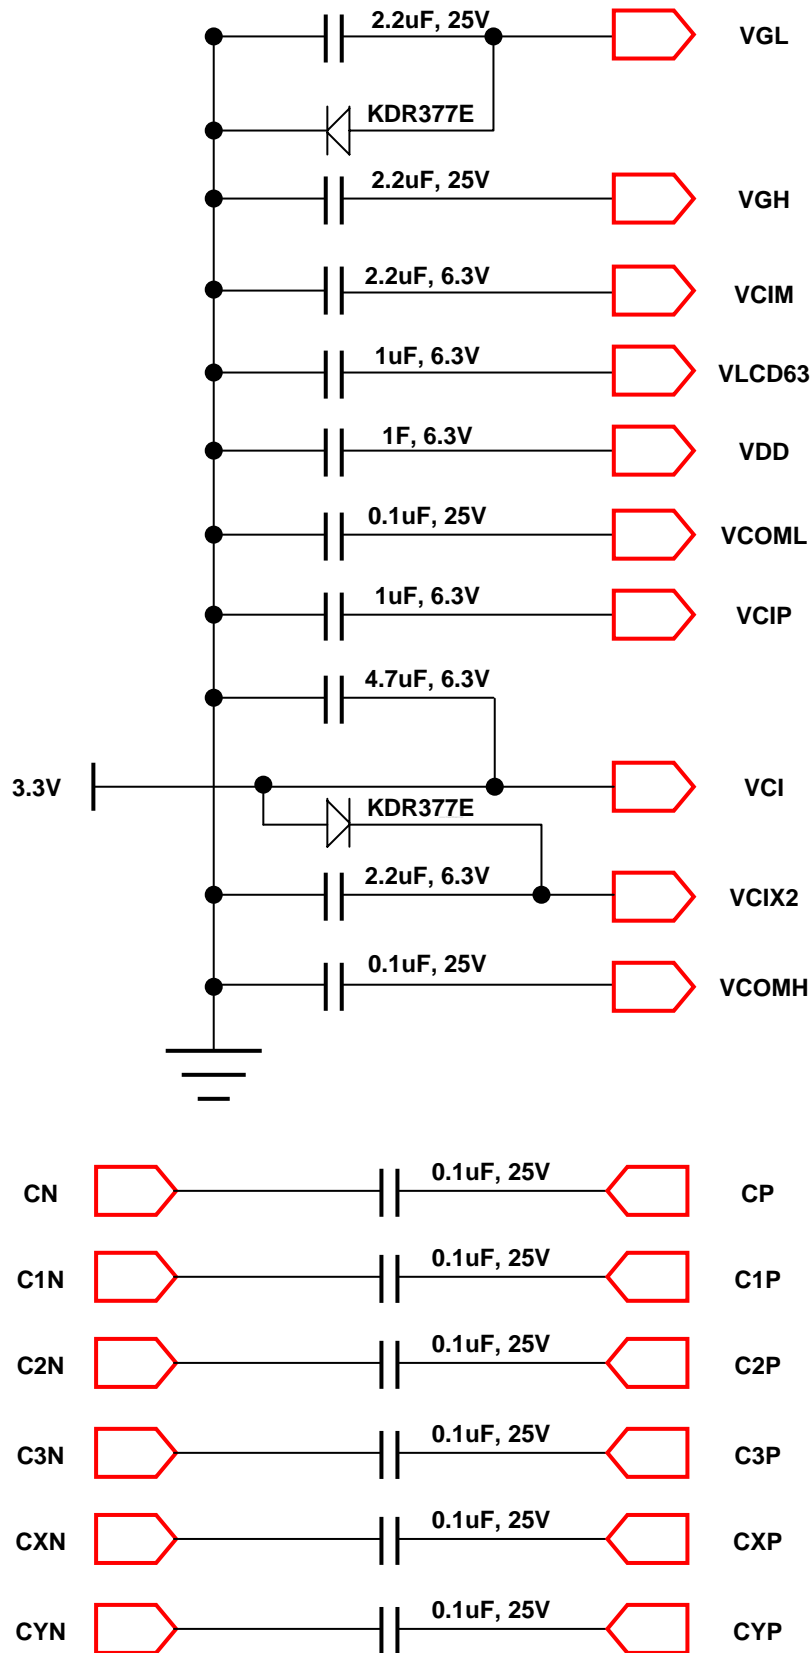 2.2uF, 25V
VGL
KDR377E
2.2uF, 25V
VGH
2.2uF, 6.3V
VCIM
1uF, 6.3V
VLCD63
1F, 6.3V
VDD
0.1uF, 25V
VCOML
1uF, 6.3V
VCIP
4.7uF, 6.3V
3.3V
VCI
KDR377E
2.2uF, 6.3V
VCIX2
0.1uF, 25V
VCOMH
CN
0.1uF, 25V
CP
C1N
0.1uF, 25V
C1P
C2N
0.1uF, 25V
C2P
C3N
0.1uF, 25V
C3P
CXN
0.1uF, 25V
CXP
CYN
0.1uF, 25V
CYP